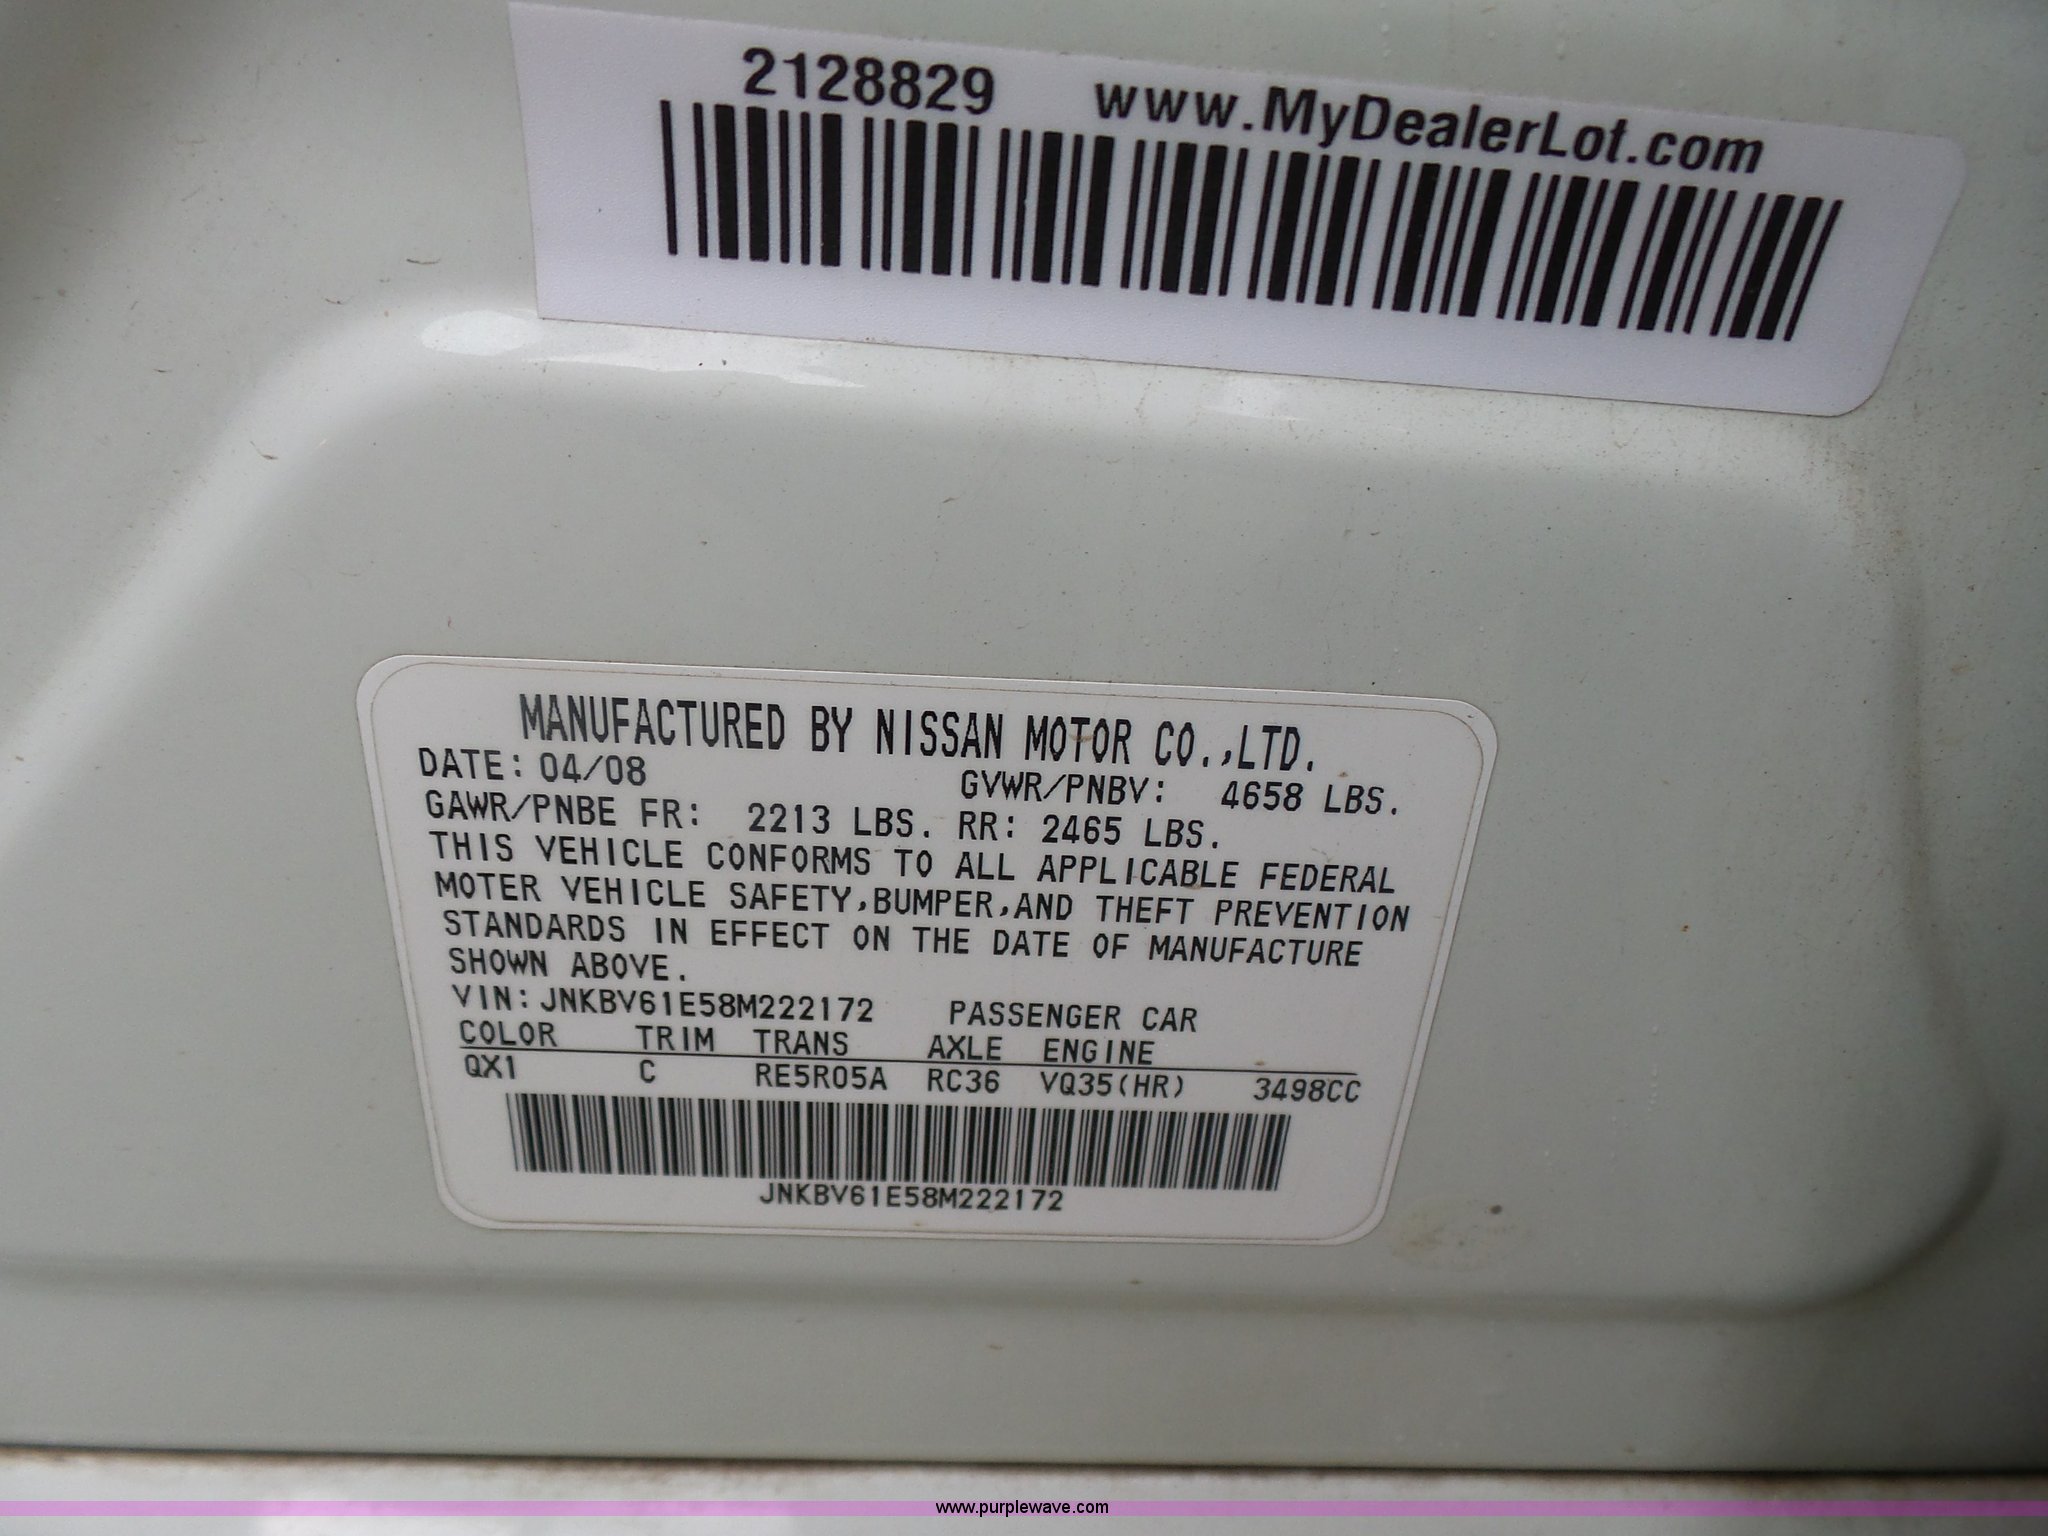 2128829 www.MyDealerLot.com
MANUFACTURED BY NISSAN MOTOR CO.,LTD.
DATE: 04/08 GVWR/PNBV: 4658 LBS.
GAWR/PNBE FR: 2213 LBS. RR: 2465 LBS.
THIS VEHICLE CONFORMS TO ALL APPLICABLE FEDERAL
MOTER VEHICLE SAFETY,BUMPER,AND THEFT PREVENTION
STANDARDS IN EFFECT ON THE DATE OF MANUFACTURE
SHOWN ABOVE.
VIN: JNKBV61E58M222172 PASSENGER CAR
COLOR TRIM TRANS AXLE ENGINE
QX1 C RE5R05A RC36 VQ35(HR) 3498CC
JNKBV61E58M222172
www.purplewave.com